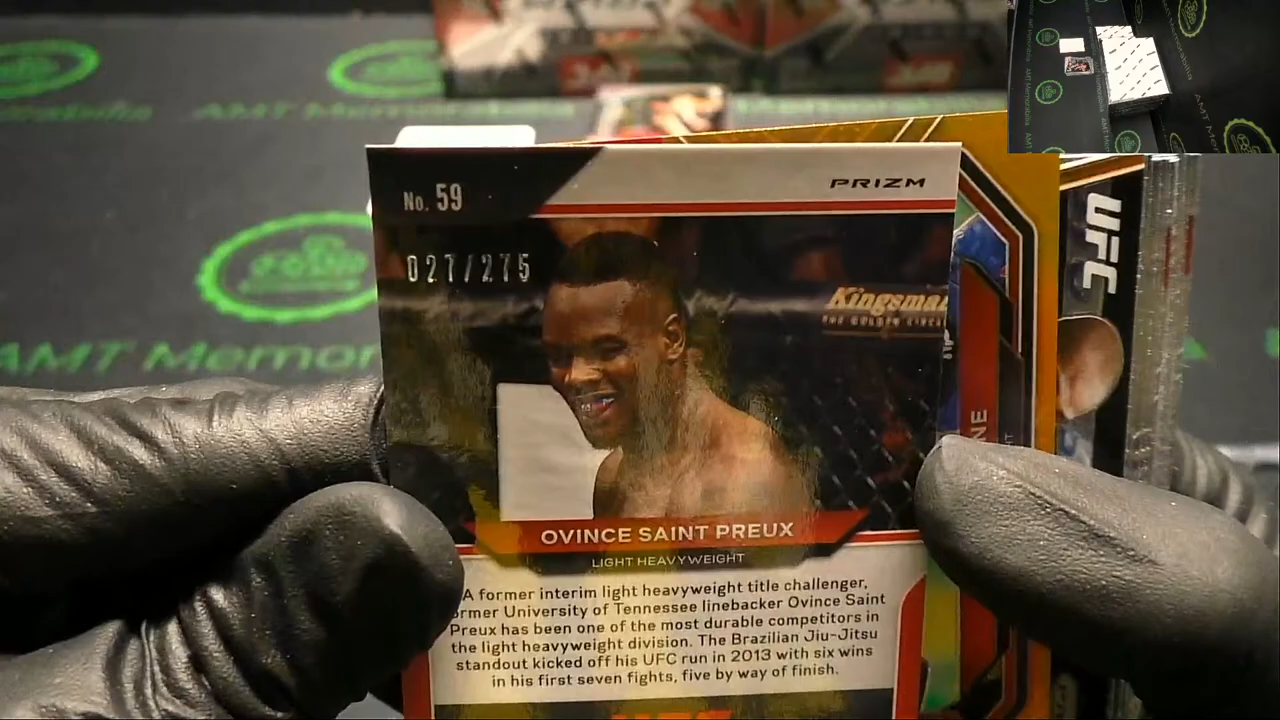 AMT Memorabilia
No. 59
PRIZM
027/275
UFC
Kingsman
THE GOLDEN CIRCLE
AMT Memor
NE
OVINCE SAINT PREUX
LIGHT HEAVYWEIGHT
A former interim light heavyweight title challenger,
ormer University of Tennessee linebacker Ovince Saint
Preux has been one of the most durable competitors in
the light heavyweight division. The Brazilian Jiu-Jitsu
standout kicked off his UFC run in 2013 with six wins
in his first seven fights, five by way of finish.